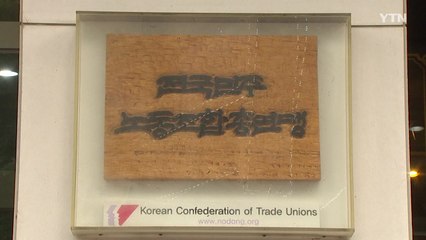 YTN
전국민주
노동조합총연맹
Korean Confederation of Trade Unions
www.nodong.org